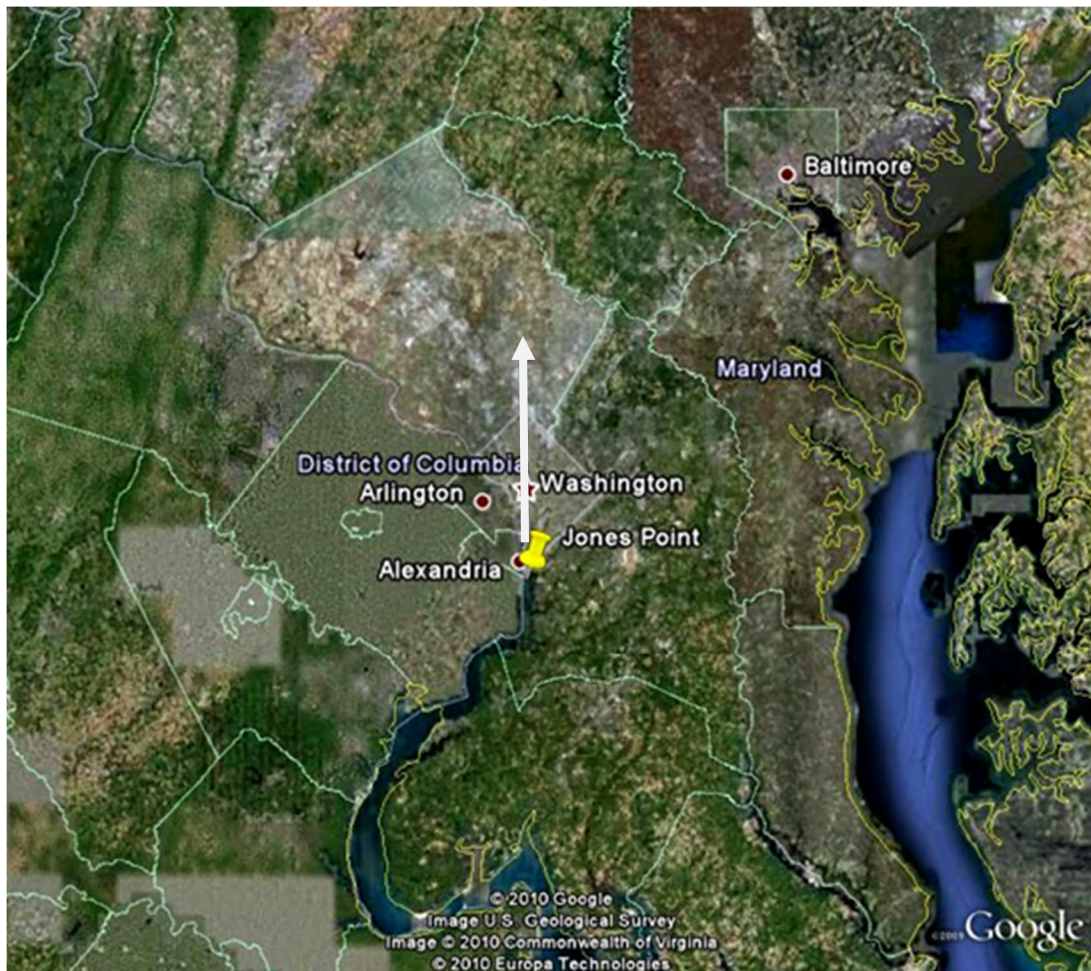 Baltimore
Maryland
District of Columbia
Arlington
Washington
Jones Point
Alexandria
© 2010 Google
Image U.S. Geological Survey
Image © 2010 Commonwealth of Virginia
© 2010 Europa Technologies
©2009 Google